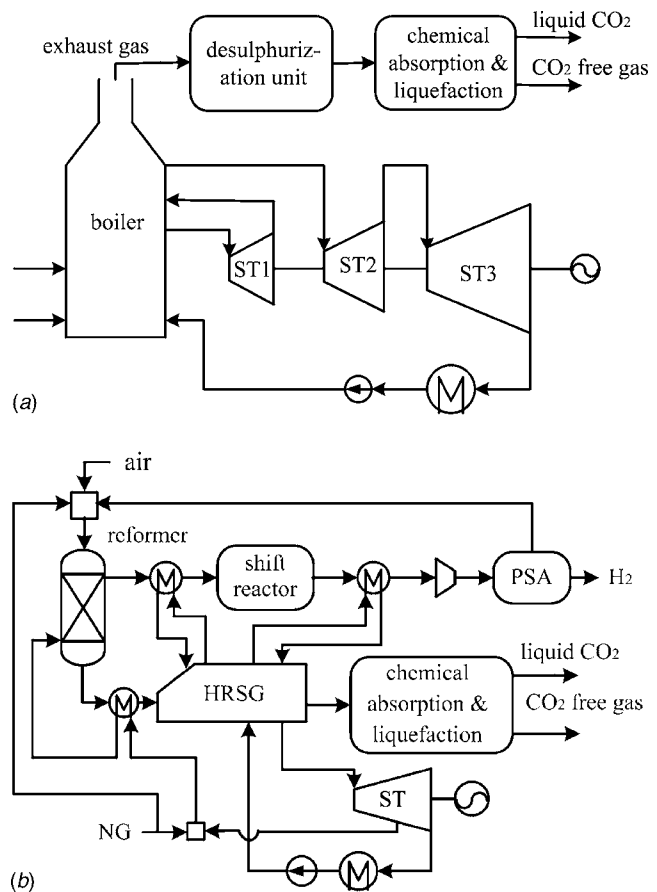 liquid CO2
exhaust gas
desulphuriz-
ation unit
chemical
absorption &
liquefaction
CO2 free gas
boiler
ST1
ST2
ST3
(a)
air
reformer
shift
reactor
PSA
H2
HRSG
chemical
absorption &
liquefaction
liquid CO2
CO2 free gas
ST
NG
(b)